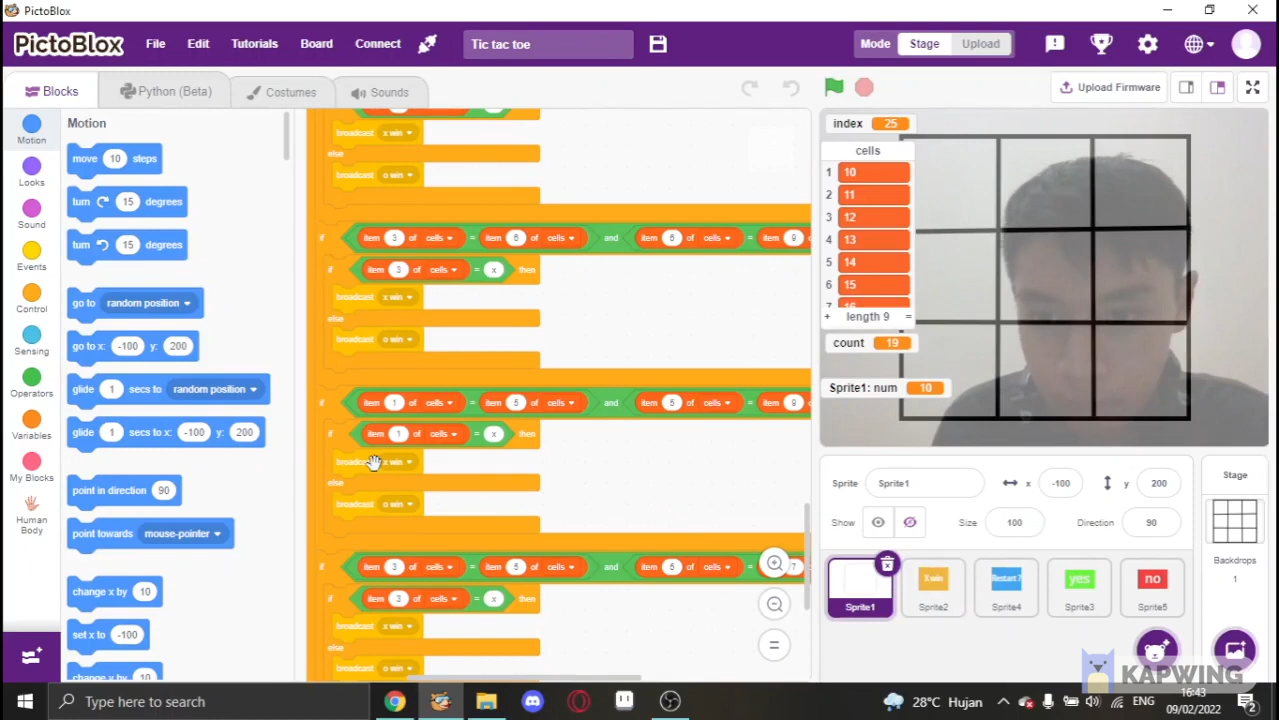 PictoBlox
PictoBlox File Edit Tutorials Board Connect Tic tac toe Mode Stage Upload
Blocks Python (Beta) Costumes Sounds Upload Firmware
Motion
Looks
Sound
Events
Control
Sensing
Operators
Variables
My Blocks
Human
Body
Motion
move 10 steps
turn 15 degrees
turn 15 degrees
go to random position
go to x: -100 y: 200
glide 1 secs to random position
glide 1 secs to x: -100 y: 200
point in direction 90
point towards mouse-pointer
change x by 10
set x to -100
change y by 10
broadcast x win
else
broadcast o win
if item 3 of cells = item 6 of cells and item 6 of cells = item 9
if item 3 of cells = x then
broadcast x win
else
broadcast o win
if item 1 of cells = item 5 of cells and item 5 of cells = item 9
if item 1 of cells = x then
broadcast x win
else
broadcast o win
if item 3 of cells = item 5 of cells and item 5 of cells = 7
if item 3 of cells = x then
broadcast x win
else
broadcast o win
index 25
cells
1 10
2 11
3 12
4 13
5 14
6 15
7 16
+ length 9 =
count 19
Sprite1: num 10
Sprite Sprite1 x -100 y 200
Show Size 100 Direction 90
Stage
Backdrops
1
X win
Restart ?
yes
no
Sprite1 Sprite2 Sprite4 Sprite3 Sprite5
KAPWING
Type here to search
28°C Hujan ENG 16:43
09/02/2022 2